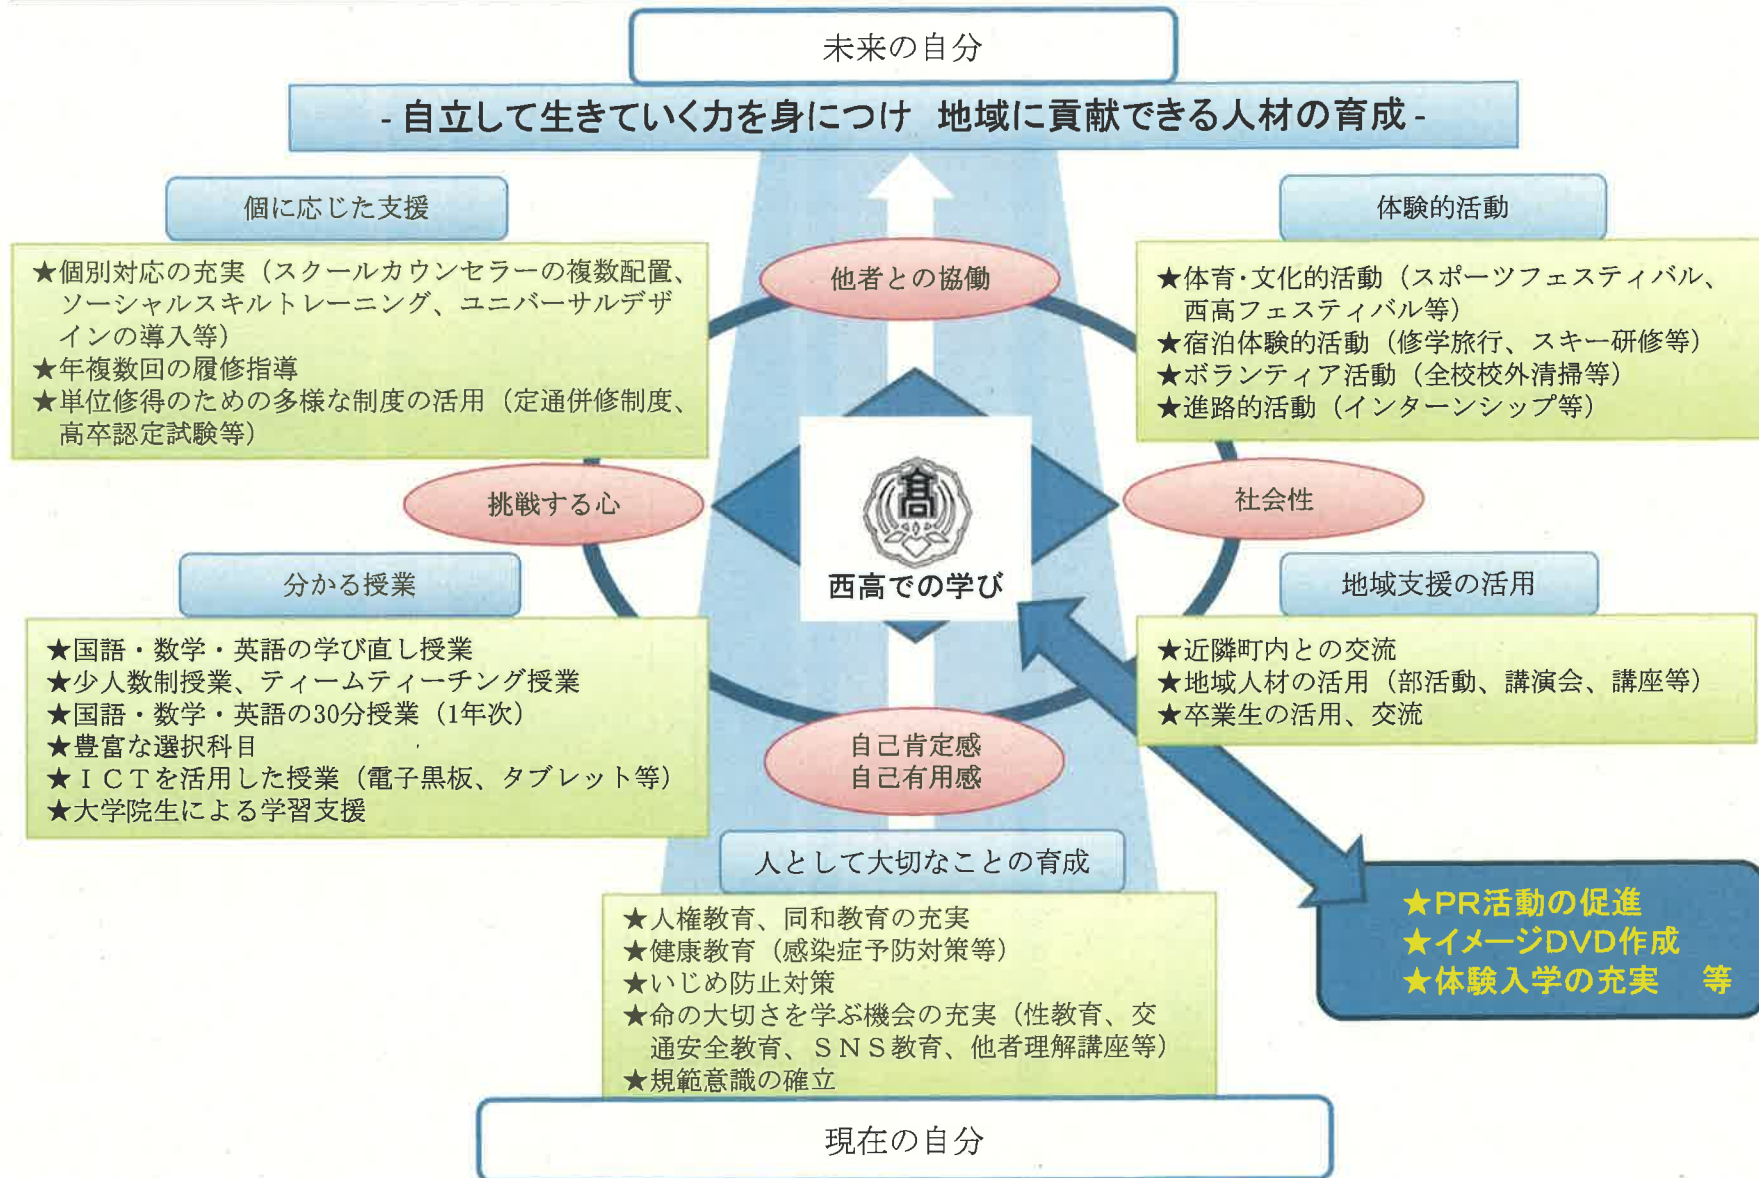 未来の自分
- 自立して生きていく力を身につけ 地域に貢献できる人材の育成 -
個に応じた支援
★個別対応の充実（スクールカウンセラーの複数配置、
ソーシャルスキルトレーニング、ユニバーサルデザ
インの導入等）
★年複数回の履修指導
★単位修得のための多様な制度の活用（定通併修制度、
高卒認定試験等）
体験的活動
★体育・文化的活動（スポーツフェスティバル、
西高フェスティバル等）
★宿泊体験的活動（修学旅行、スキー研修等）
★ボランティア活動（全校校外清掃等）
★進路的活動（インターンシップ等）
他者との協働
挑戦する心
髙
西高での学び
社会性
分かる授業
★国語・数学・英語の学び直し授業
★少人数制授業、ティームティーチング授業
★国語・数学・英語の30分授業（1年次）
★豊富な選択科目
★ＩＣＴを活用した授業（電子黒板、タブレット等）
★大学院生による学習支援
地域支援の活用
★近隣町内との交流
★地域人材の活用（部活動、講演会、講座等）
★卒業生の活用、交流
自己肯定感
自己有用感
人として大切なことの育成
★人権教育、同和教育の充実
★健康教育（感染症予防対策等）
★いじめ防止対策
★命の大切さを学ぶ機会の充実（性教育、交
通安全教育、ＳＮＳ教育、他者理解講座等）
★規範意識の確立
★PR活動の促進
★イメージDVD作成
★体験入学の充実 等
現在の自分